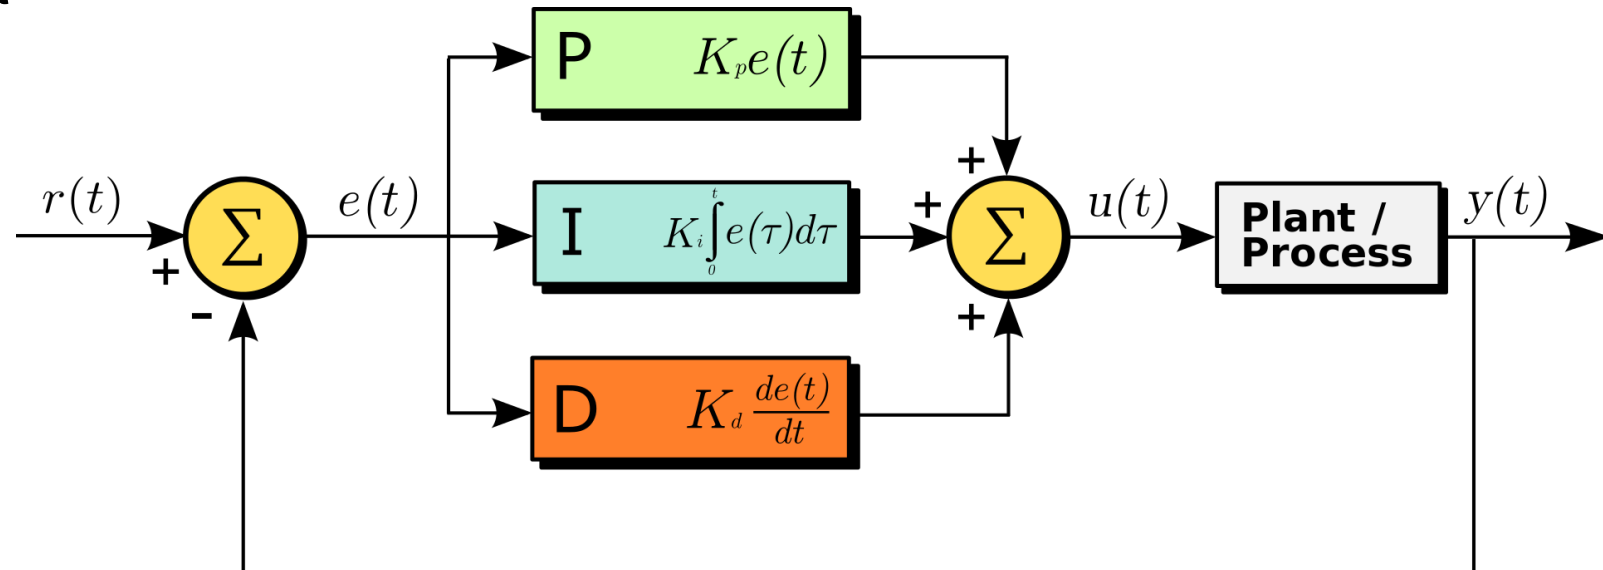 P K_p e(t)
r(t)
+
-
Σ
e(t)
I K_i ∫_0^t e(τ)dτ
D K_d de(t)/dt
+
+
+
Σ
u(t)
Plant /
Process
y(t)